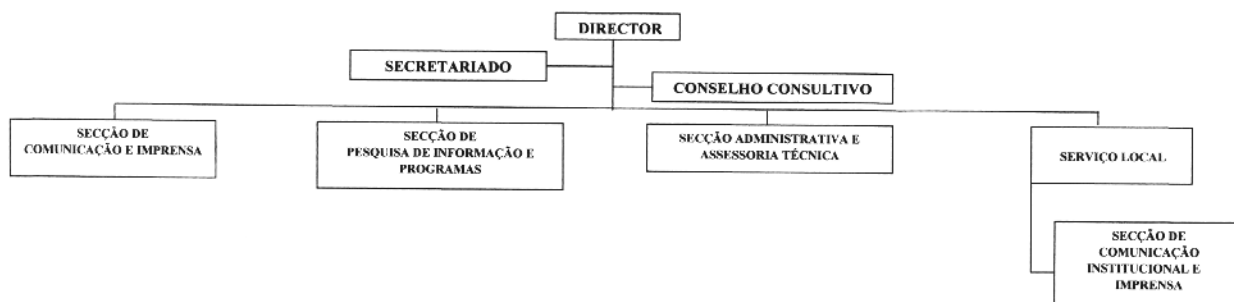 DIRECTOR
SECRETARIADO
CONSELHO CONSULTIVO
SECÇÃO DE
COMUNICAÇÃO E IMPRENSA
SECÇÃO DE
PESQUISA DE INFORMAÇÃO E
PROGRAMAS
SECÇÃO ADMINISTRATIVA E
ASSESSORIA TÉCNICA
SERVIÇO LOCAL
SECÇÃO DE
COMUNICAÇÃO
INSTITUCIONAL E
IMPRENSA